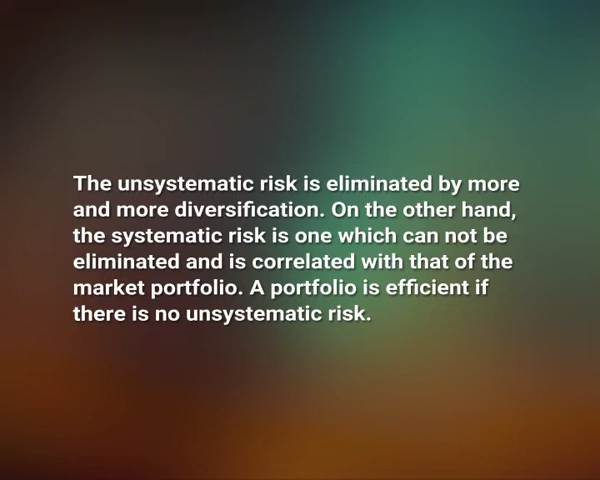 The unsystematic risk is eliminated by more
and more diversification. On the other hand,
the systematic risk is one which can not be
eliminated and is correlated with that of the
market portfolio. A portfolio is efficient if
there is no unsystematic risk.